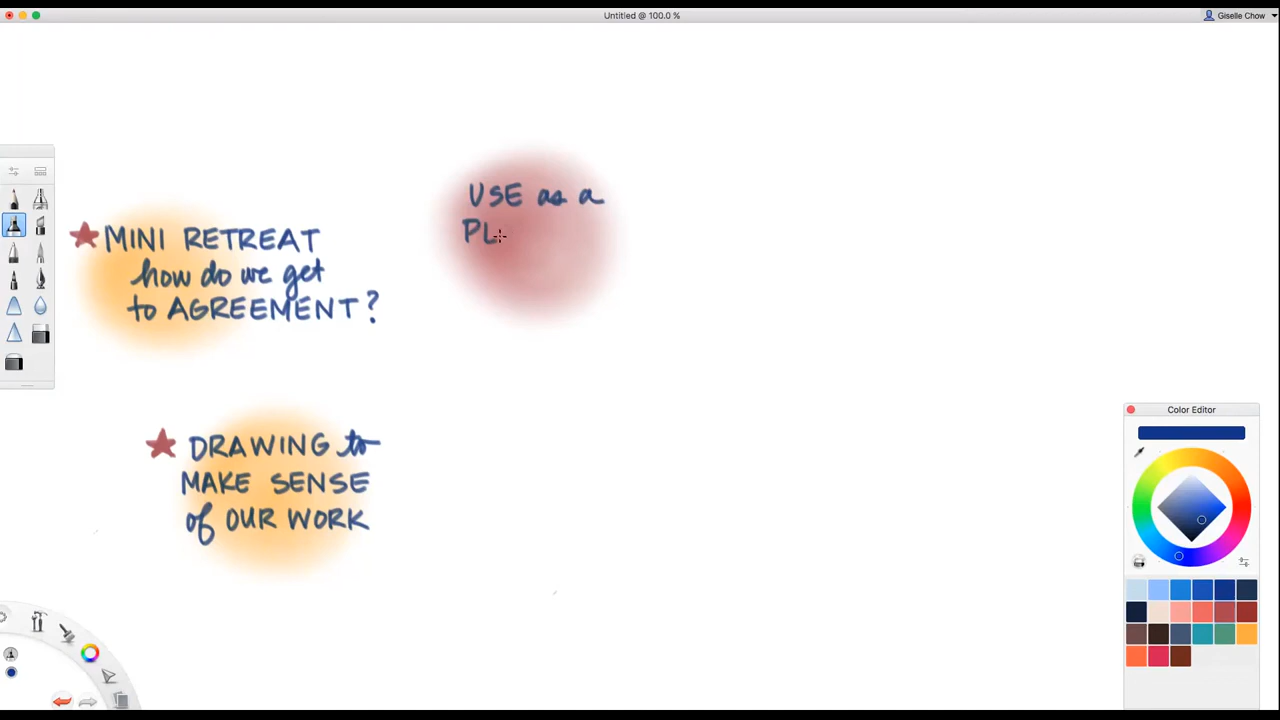 Untitled @ 100.0 %
Giselle Chow
USE as a
PL
MINI RETREAT
how do we get
to AGREEMENT?
DRAWING to
MAKE SENSE
of OUR WORK
Color Editor